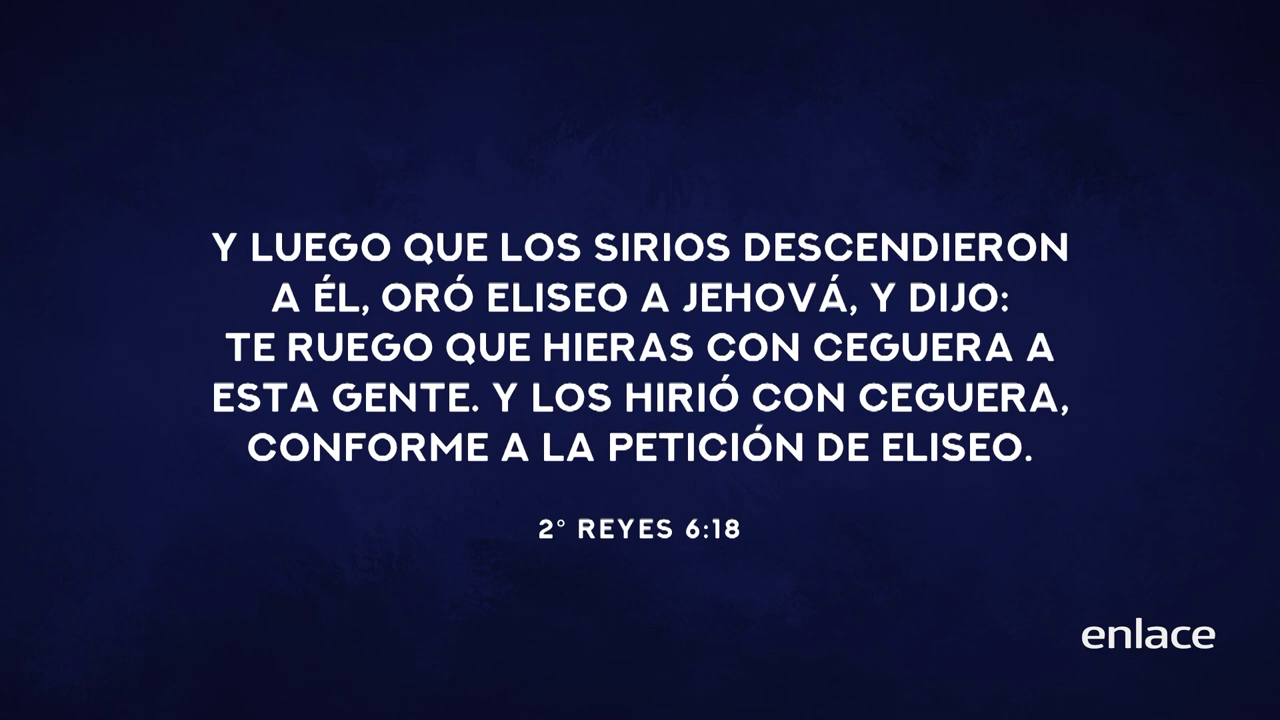 Y LUEGO QUE LOS SIRIOS DESCENDIERON
A ÉL, ORÓ ELISEO A JEHOVÁ, Y DIJO:
TE RUEGO QUE HIERAS CON CEGUERA A
ESTA GENTE. Y LOS HIRIÓ CON CEGUERA,
CONFORME A LA PETICIÓN DE ELISEO.
2° REYES 6:18
enlace